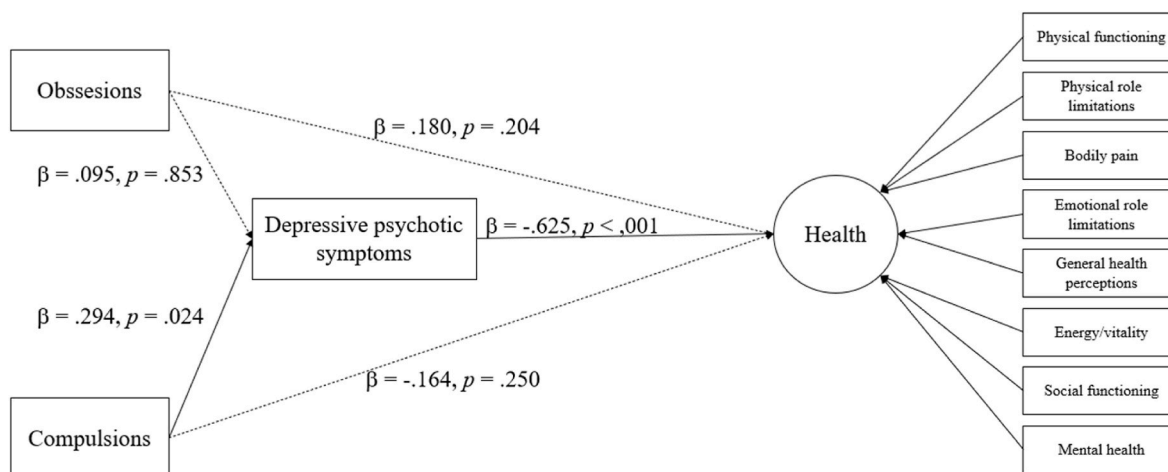 Physical functioning
Obssesions
Physical role
limitations
β = .180, p = .204
Bodily pain
β = .095, p = .853
Depressive psychotic
symptoms
β = -.625, p < ,001
Health
Emotional role
limitations
General health
perceptions
β = .294, p = .024
Energy/vitality
β = -.164, p = .250
Social functioning
Compulsions
Mental health